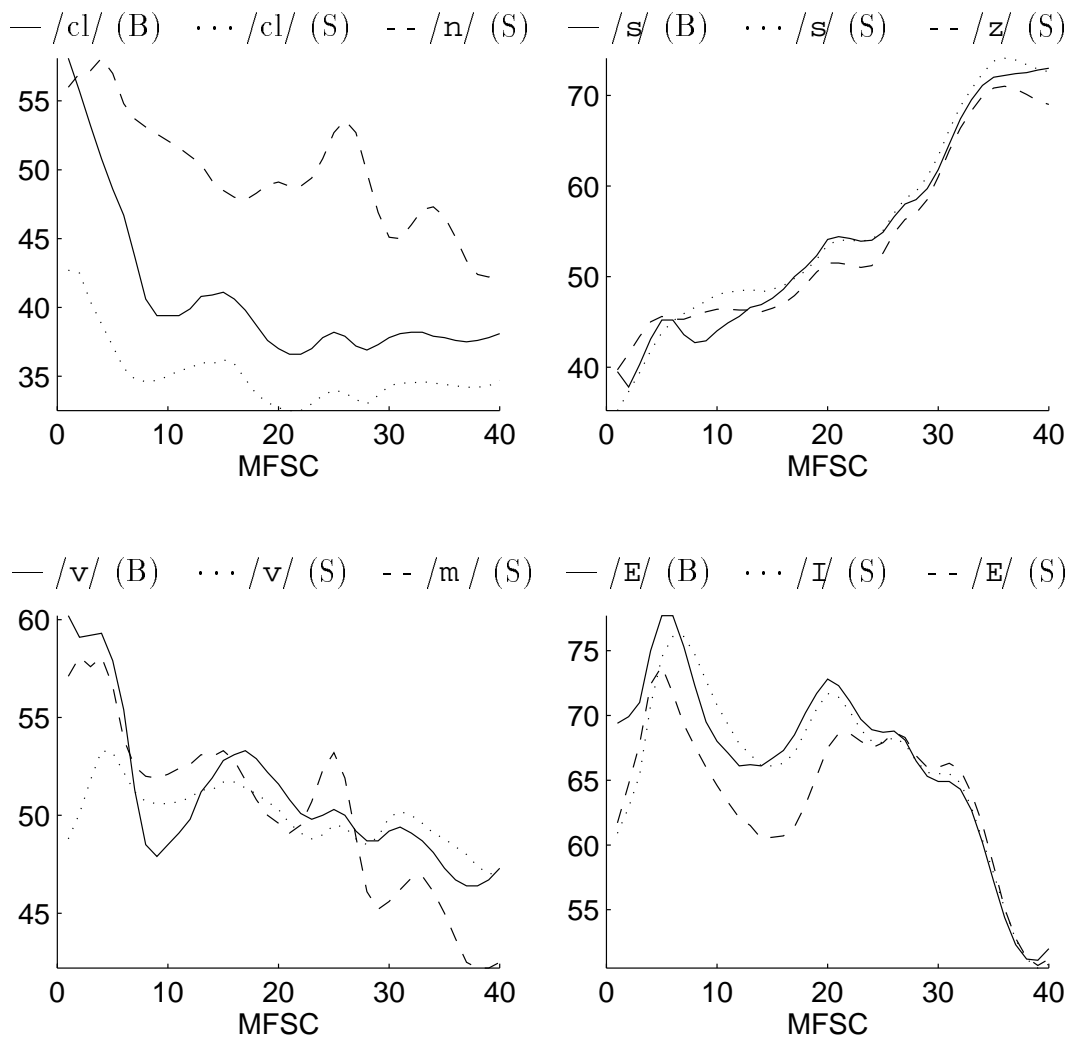 — /cl/ (B) ··· /cl/ (S) -- /n/ (S)
55
50
45
40
35
0 10 20 30 40
MFSC
— /s/ (B) ··· /s/ (S) -- /z/ (S)
70
60
50
40
0 10 20 30 40
MFSC
— /v/ (B) ··· /v/ (S) -- /m / (S)
60
55
50
45
0 10 20 30 40
MFSC
— /E/ (B) ··· /I/ (S) -- /E/ (S)
75
70
65
60
55
0 10 20 30 40
MFSC